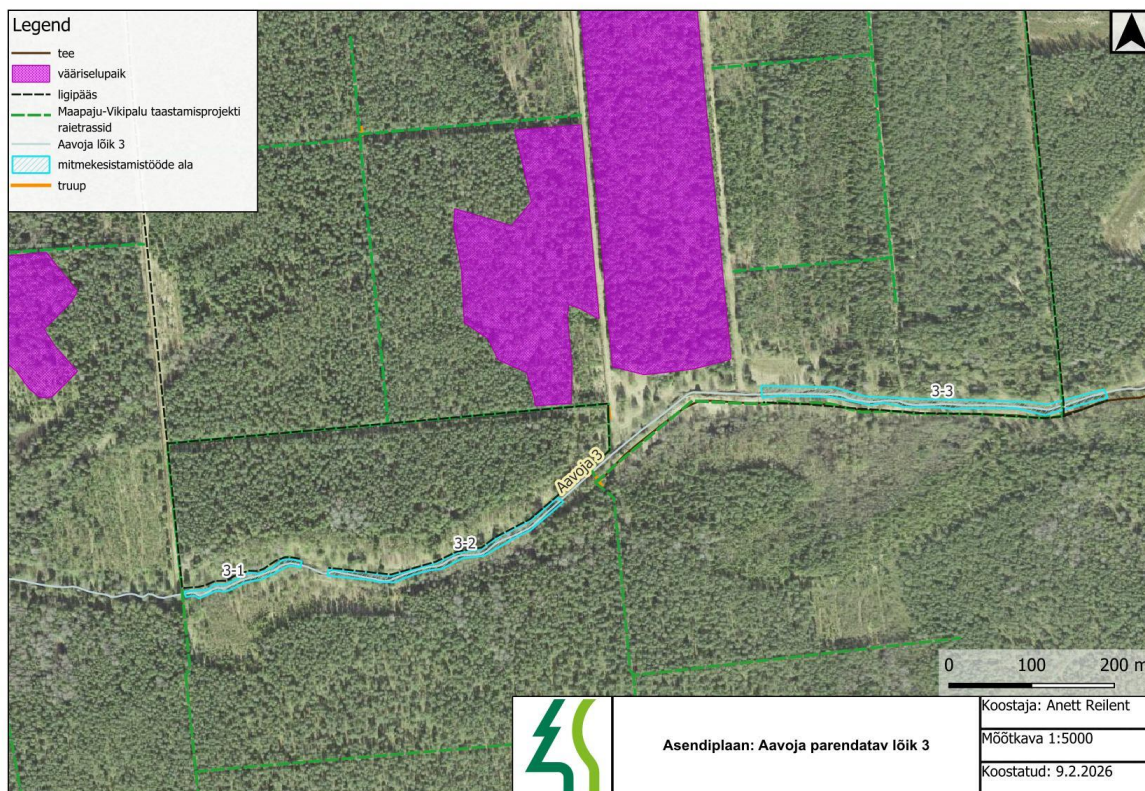 Legend
tee
vääriselupaik
ligipääs
Maapaju-Vikipalu taastamisprojekti
raietrassid
Aavoja lõik 3
mitmekesistamistööde ala
truup
3-3
Aavoja 3
3-2
3-1
0 100 200 m
Asendiplaan: Aavoja parendatav lõik 3
Koostaja: Anett Reilent
Mõõtkava 1:5000
Koostatud: 9.2.2026